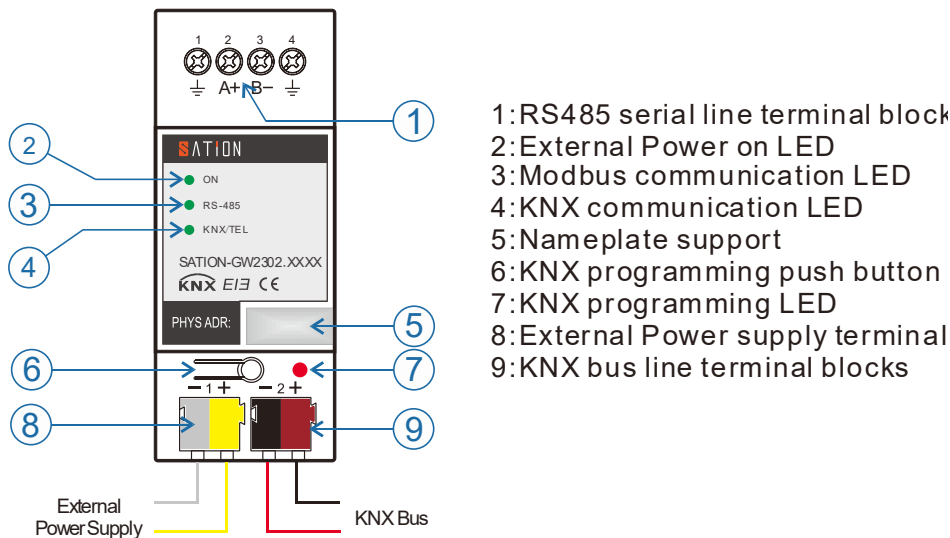 1 2 3 4
A+ B-
1
SATION
2
ON
3
RS-485
4
KNX/TEL
SATION-GW2302.XXXX
KNX EIB CE
PHYS ADR:
5
6
7
- 1 + - 2 +
8
9
External
Power Supply
KNX Bus
1:RS485 serial line terminal block
2:External Power on LED
3:Modbus communication LED
4:KNX communication LED
5:Nameplate support
6:KNX programming push button
7:KNX programming LED
8:External Power supply terminal
9:KNX bus line terminal blocks